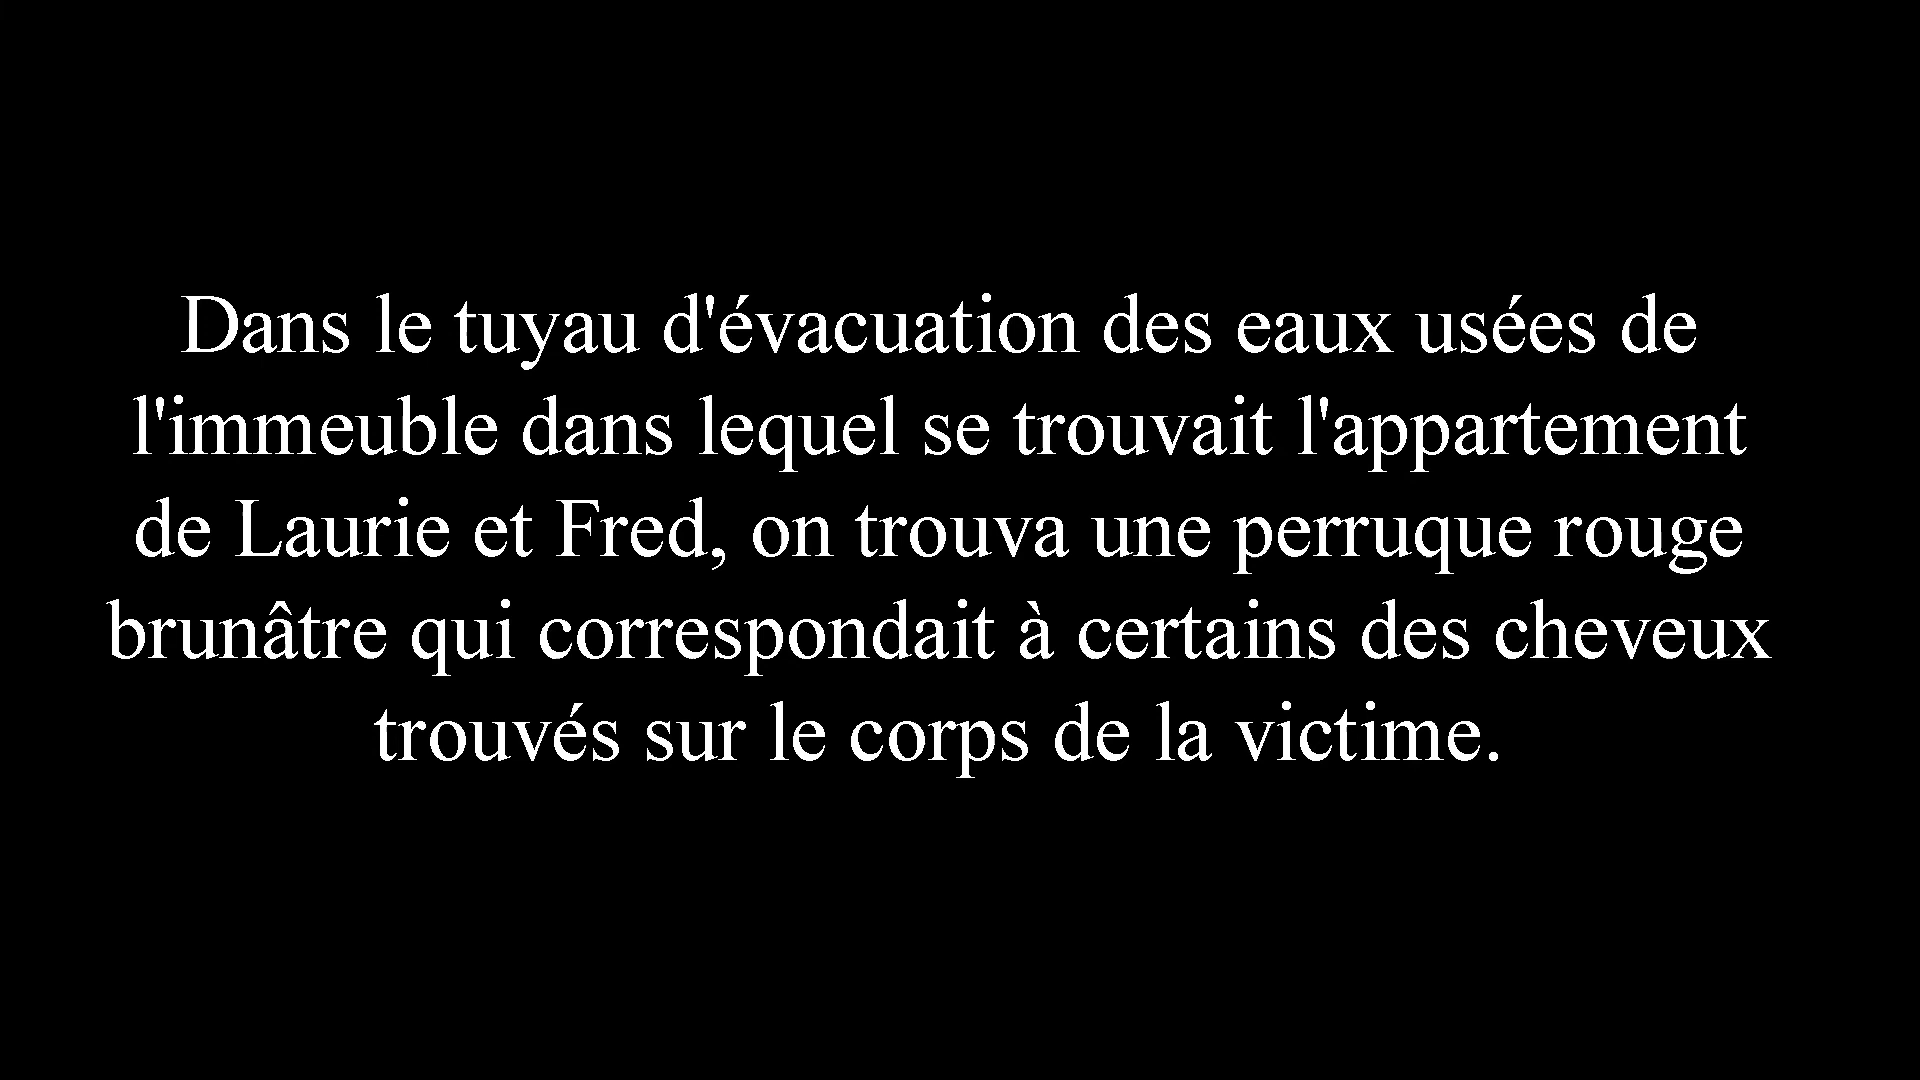 Dans le tuyau d'évacuation des eaux usées de
l'immeuble dans lequel se trouvait l'appartement
de Laurie et Fred, on trouva une perruque rouge
brunâtre qui correspondait à certains des cheveux
trouvés sur le corps de la victime.